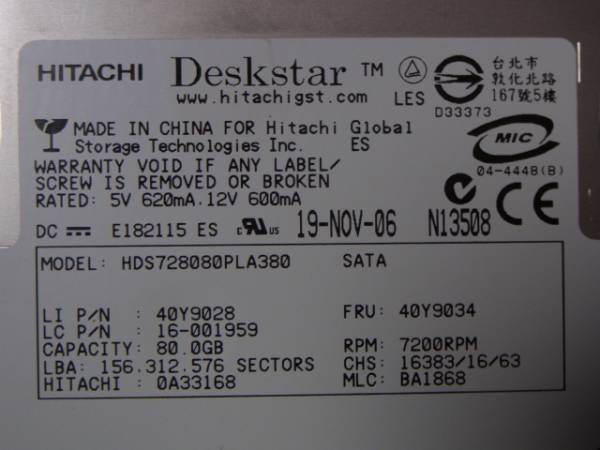 HITACHI Deskstar™ LES 台北市
敦化北路
167號5樓
www.hitachigst.com D33373
MADE IN CHINA FOR Hitachi Global
Storage Technologies Inc. ES
MIC
04-4448(B)
WARRANTY VOID IF ANY LABEL/
SCREW IS REMOVED OR BROKEN
RATED: 5V 620mA.12V 600mA
DC E182115 ES c US 19-NOV-06 N13508 CE
MODEL: HDS728080PLA380 SATA
LI P/N : 40Y9028 FRU: 40Y9034
LC P/N : 16-001959
CAPACITY: 80.0GB RPM: 7200RPM
LBA: 156.312.576 SECTORS CHS: 16383/16/63
HITACHI : 0A33168 MLC: BA1868